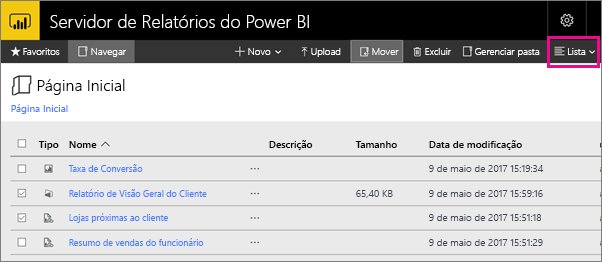 Servidor de Relatórios do Power BI
Favoritos Navegar Novo Upload Mover Excluir Gerenciar pasta Lista
Página Inicial
Página Inicial
Tipo Nome Descrição Tamanho Data de modificação
Taxa de Conversão ... 9 de maio de 2017 15:19:34
Relatório de Visão Geral do Cliente ... 65,40 KB 9 de maio de 2017 15:59:16
Lojas próximas ao cliente ... 9 de maio de 2017 15:51:18
Resumo de vendas do funcionário ... 9 de maio de 2017 15:51:29